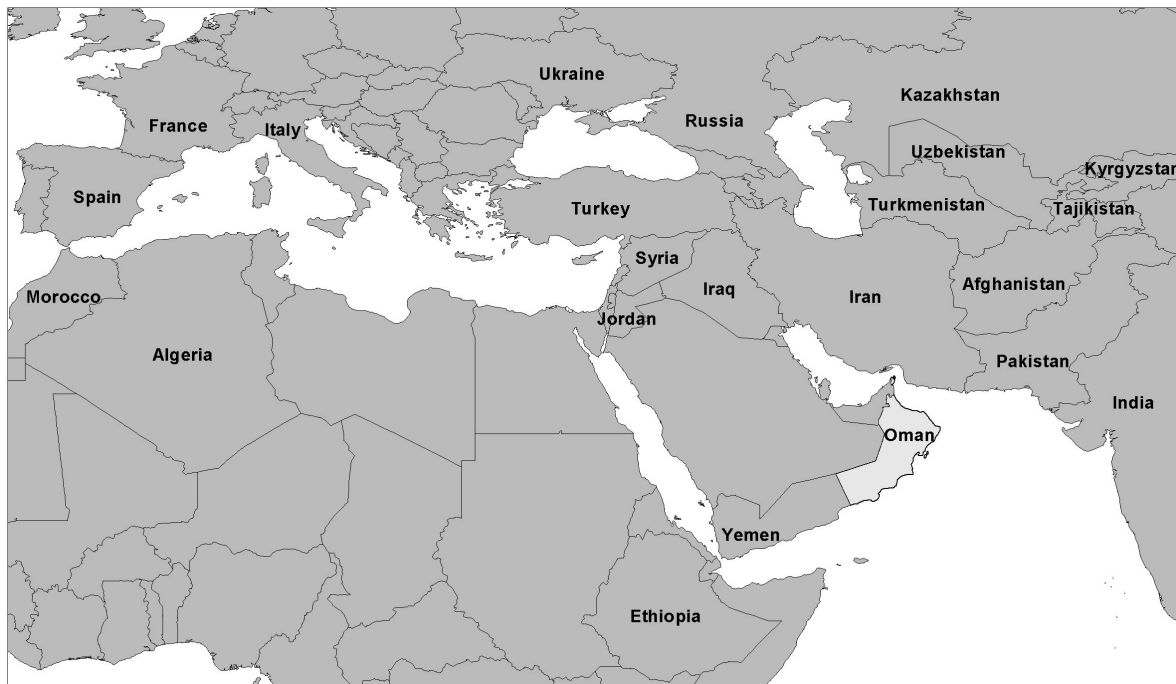 Ukraine
Kazakhstan
Russia
France
Italy
Uzbekistan
Kyrgyzstan
Spain
Turkmenistan
Tajikistan
Turkey
Syria
Iraq
Iran
Afghanistan
Morocco
Jordan
Algeria
Pakistan
India
Oman
Yemen
Ethiopia